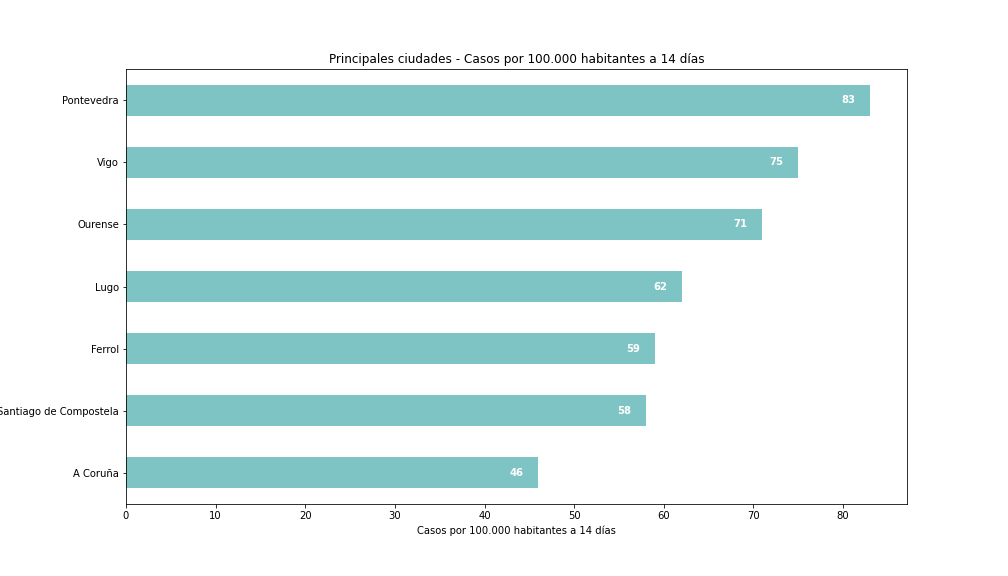 Principales ciudades - Casos por 100.000 habitantes a 14 días
Pontevedra 83
Vigo 75
Ourense 71
Lugo 62
Ferrol 59
Santiago de Compostela 58
A Coruña 46
0 10 20 30 40 50 60 70 80
Casos por 100.000 habitantes a 14 días